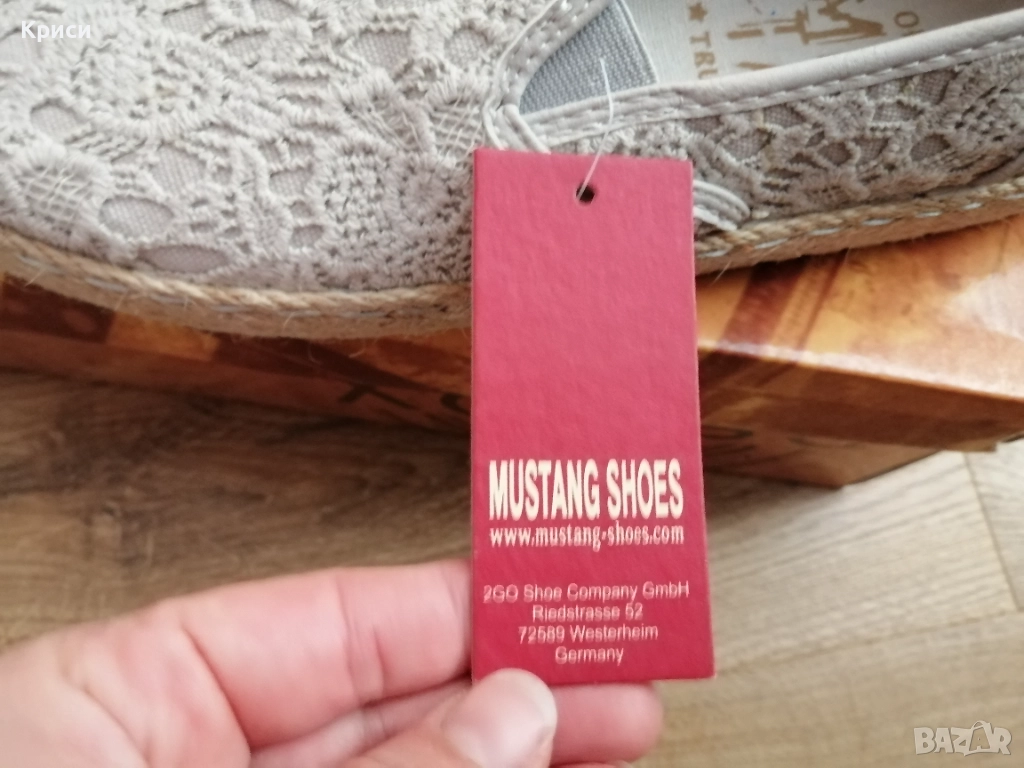 Криси
MUSTANG SHOES
www.mustang-shoes.com
2GO Shoe Company GmbH
Riedstrasse 52
72589 Westerheim
Germany
BAZAR